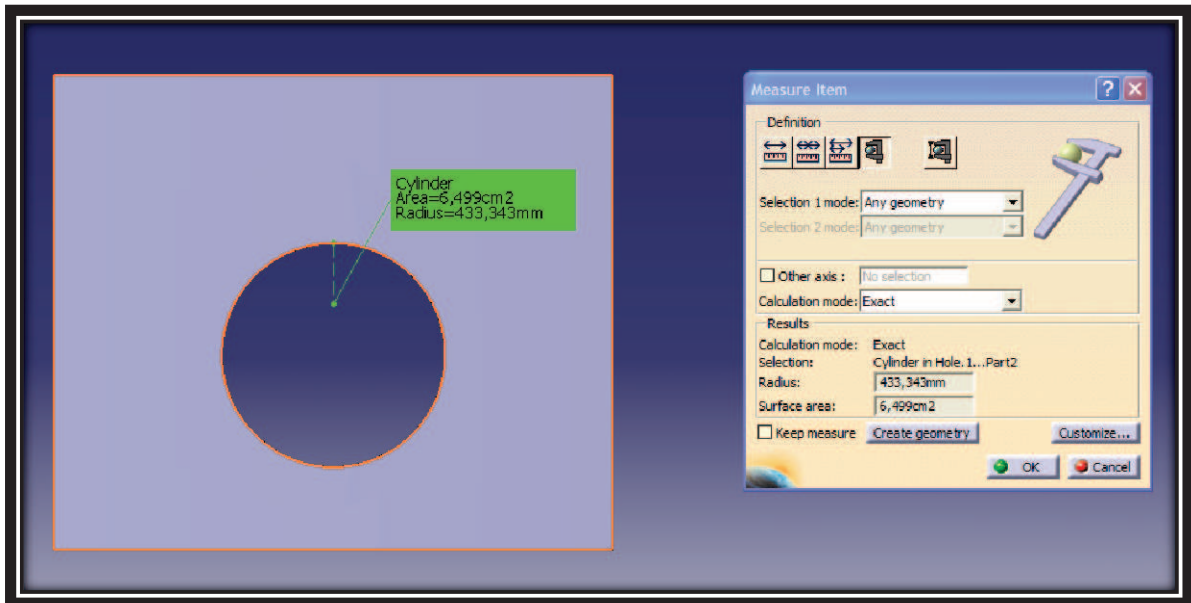 Cylinder
Area=6,499cm2
Radius=433,343mm
Measure Item
Definition
Selection 1 mode: Any geometry
Selection 2 mode: Any geometry
Other axis : No selection
Calculation mode: Exact
Results
Calculation mode: Exact
Selection: Cylinder in Hole.1...Part2
Radius: 433,343mm
Surface area: 6,499cm2
Keep measure Create geometry Customize...
OK Cancel